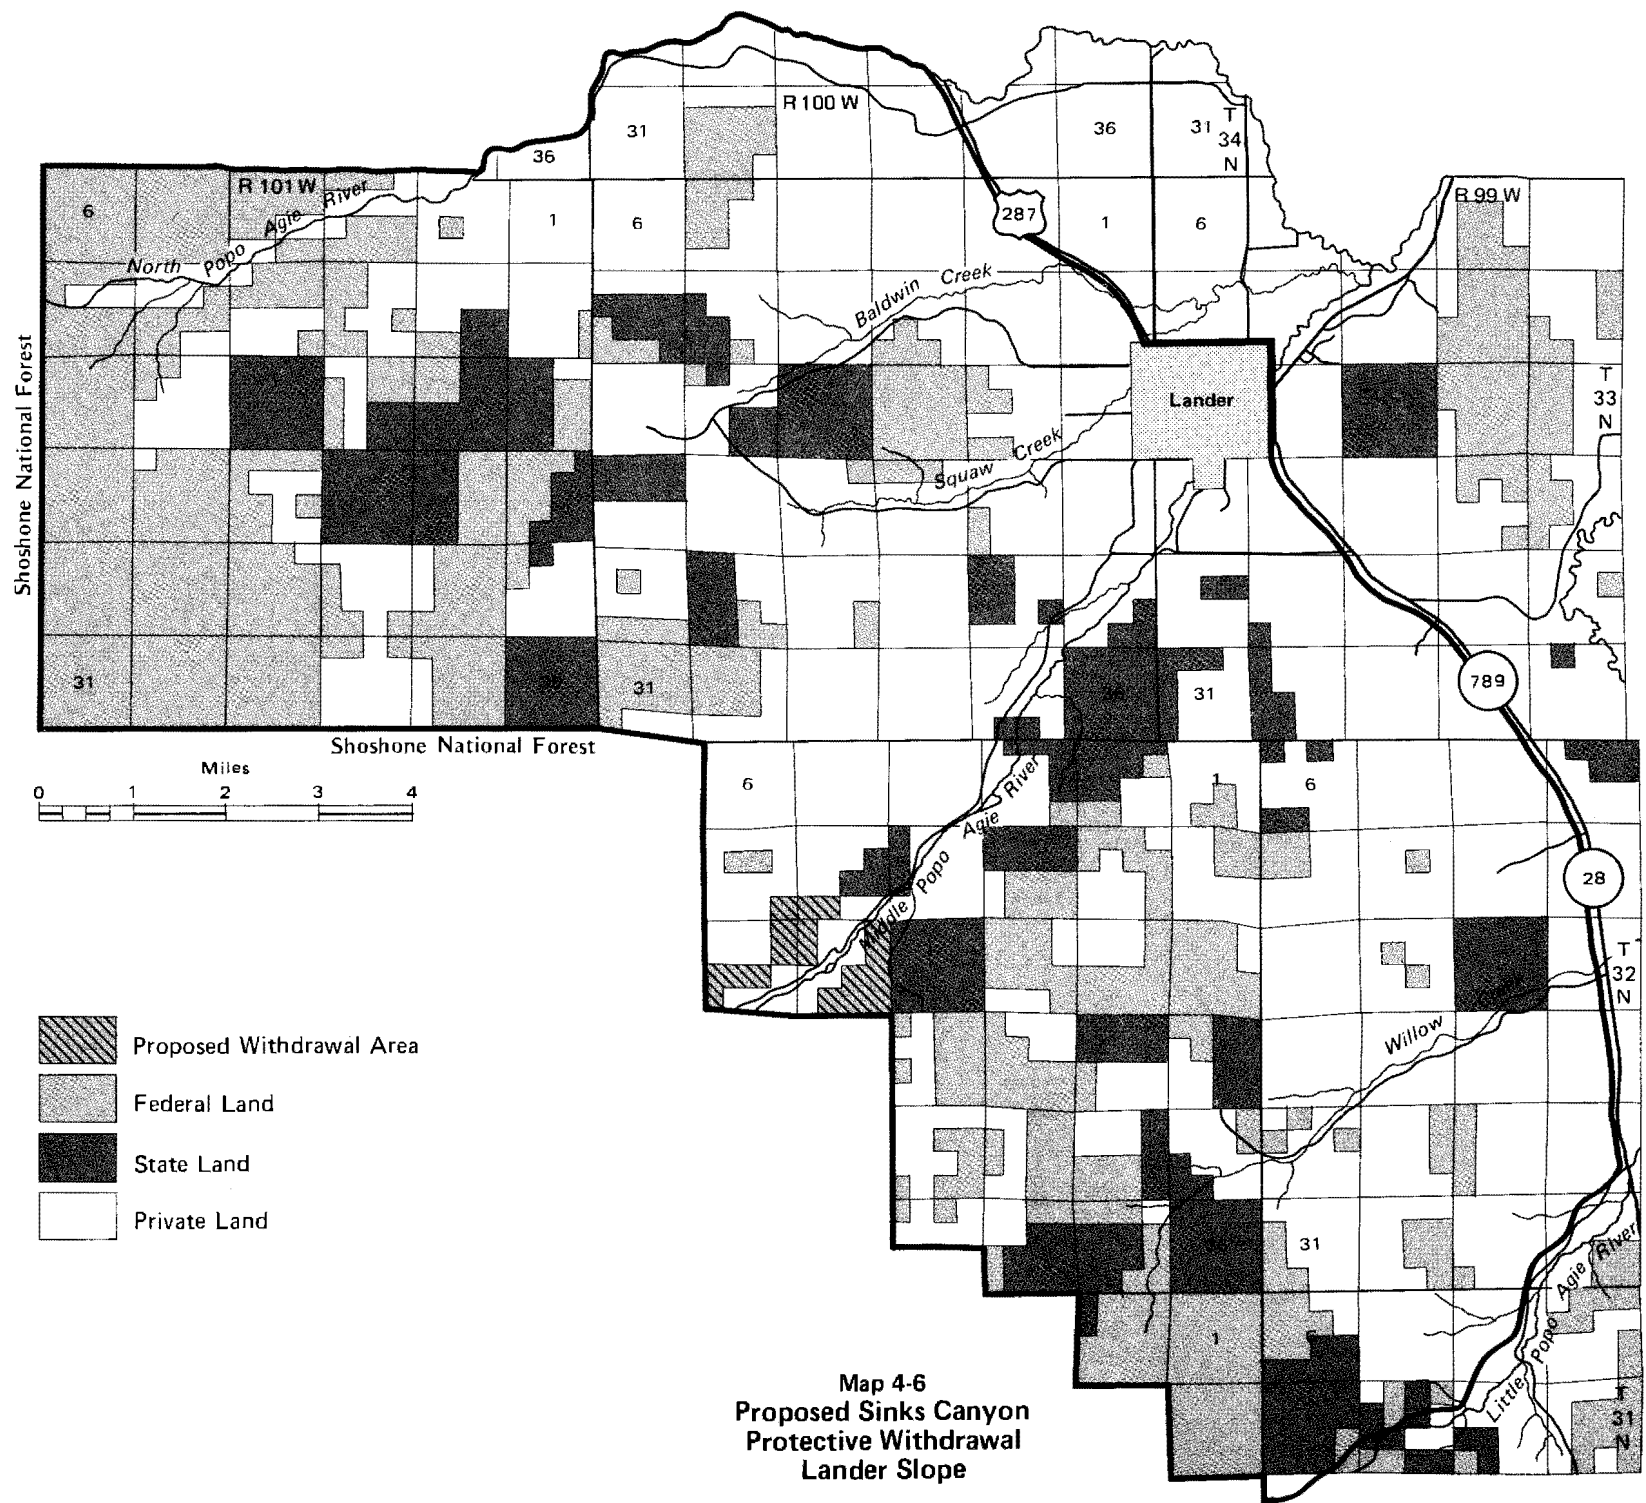 R 100 W
31
36
31
T
34
N
36
R 101 W
R 99 W
6
North Popo Agie River
1
6
287
1
6
Baldwin Creek
Shoshone National Forest
Lander
T
33
N
Squaw Creek
31
36
31
36
31
789
Shoshone National Forest
Miles
0 1 2 3 4
6
1
6
Middle Popo Agie River
28
T
32
N
Willow Creek
Proposed Withdrawal Area
Federal Land
State Land
Private Land
31
Little Popo Agie River
1
6
T
31
N
Map 4-6
Proposed Sinks Canyon
Protective Withdrawal
Lander Slope